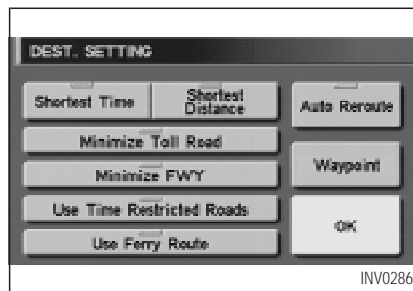 DEST. SETTING
Shortest Time
Shortest
Distance
Auto Reroute
Minimize Toll Road
Minimize FWY
Waypoint
Use Time Restricted Roads
Use Ferry Route
OK
INV0286